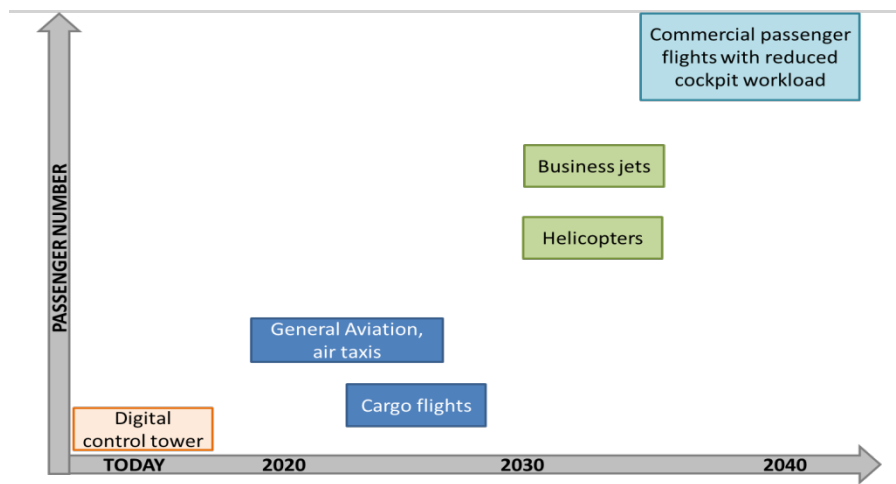 Commercial passenger
flights with reduced
cockpit workload
Business jets
Helicopters
General Aviation,
air taxis
Cargo flights
Digital
control tower
PASSENGER NUMBER
TODAY 2020 2030 2040